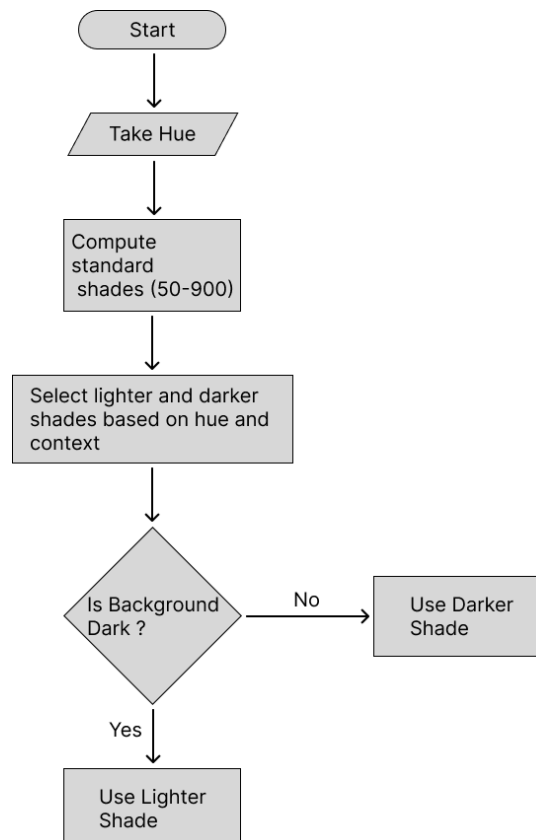 Start
Take Hue
Compute
standard
shades (50-900)
Select lighter and darker
shades based on hue and
context
Is Background
Dark ?
No
Use Darker
Shade
Yes
Use Lighter
Shade